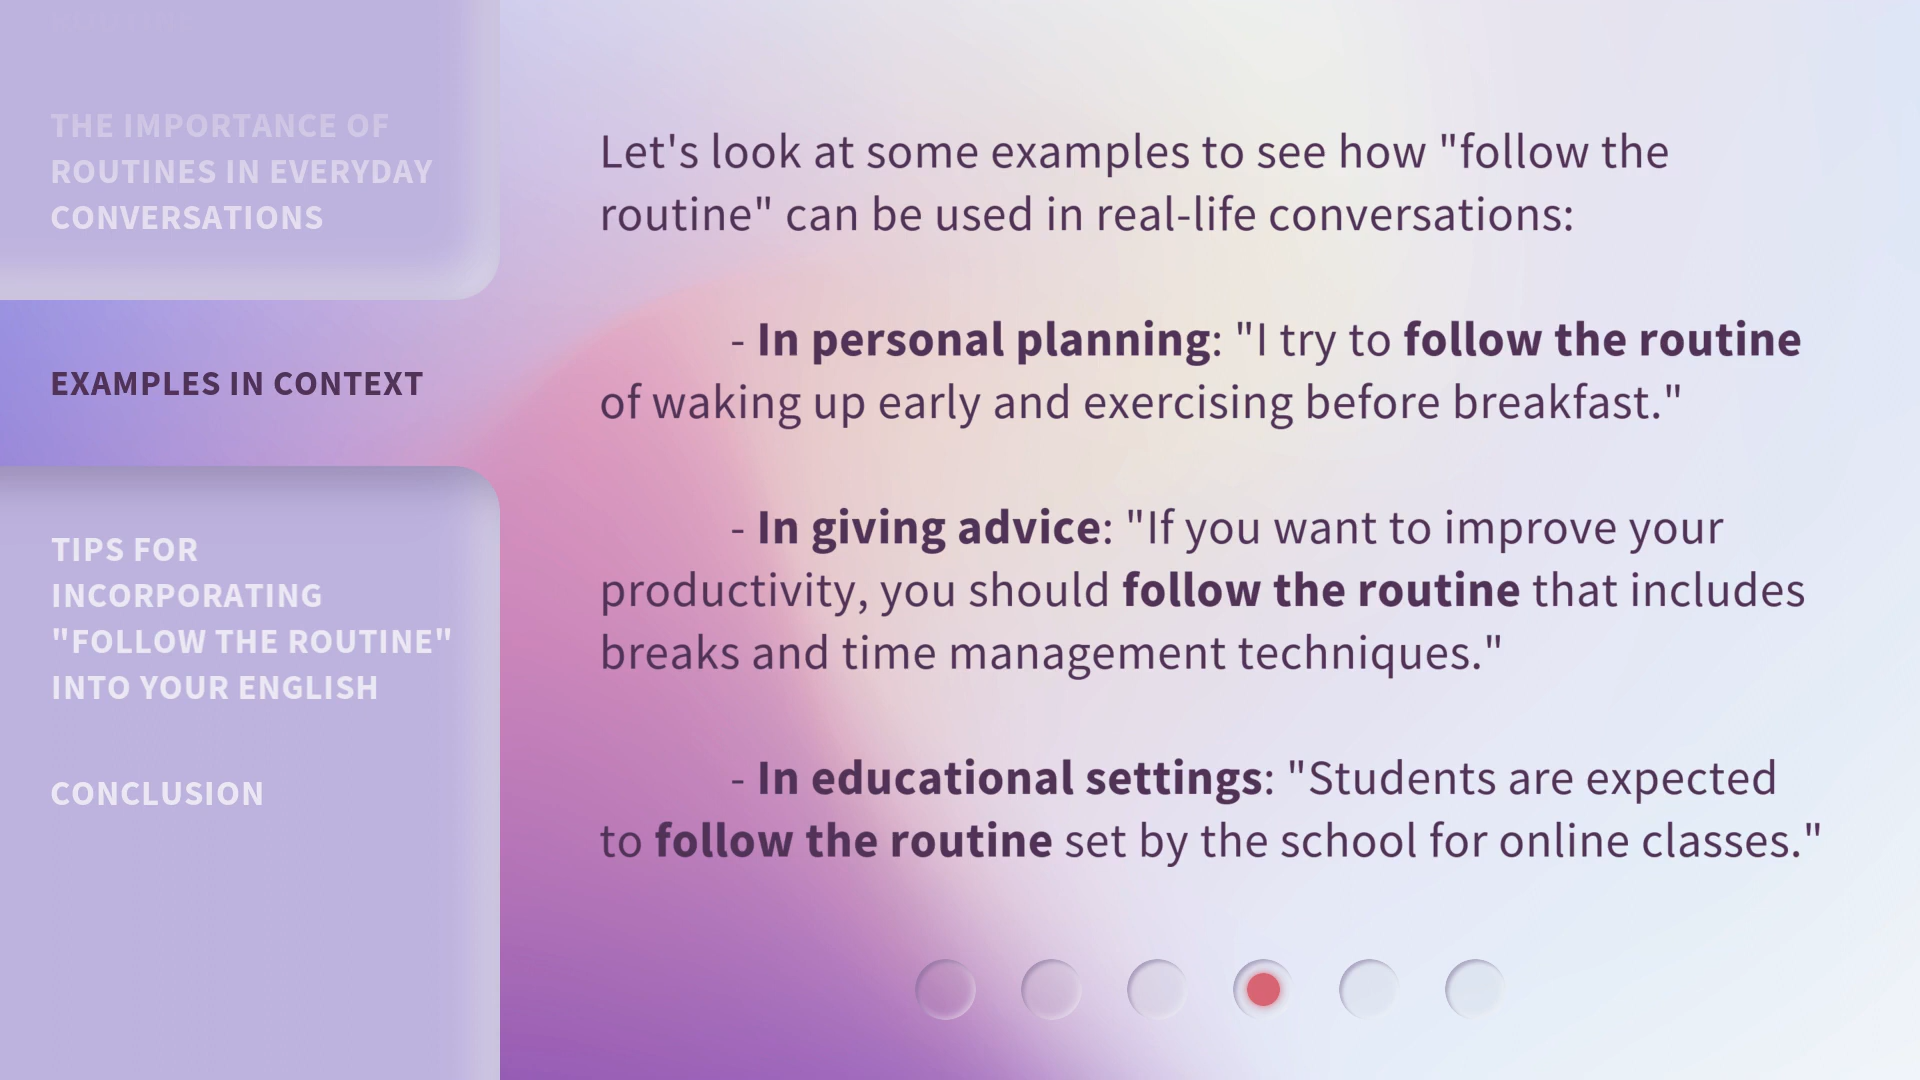 THE IMPORTANCE OF
ROUTINES IN EVERYDAY
CONVERSATIONS
EXAMPLES IN CONTEXT
TIPS FOR
INCORPORATING
"FOLLOW THE ROUTINE"
INTO YOUR ENGLISH
CONCLUSION
Let's look at some examples to see how "follow the
routine" can be used in real-life conversations:
- In personal planning: "I try to follow the routine
of waking up early and exercising before breakfast."
- In giving advice: "If you want to improve your
productivity, you should follow the routine that includes
breaks and time management techniques."
- In educational settings: "Students are expected
to follow the routine set by the school for online classes."